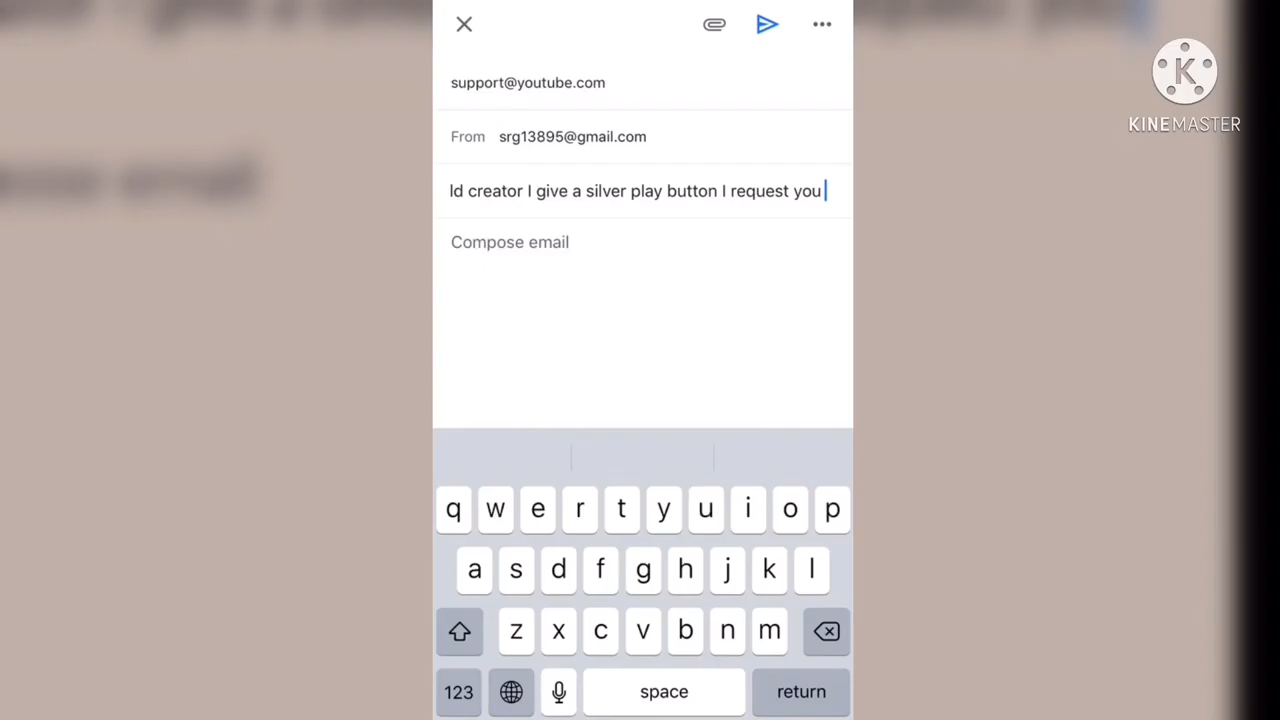 support@youtube.com
From srg13895@gmail.com
ld creator I give a silver play button I request you
Compose email
K
KINEMASTER
q w e r t y u i o p
a s d f g h j k l
z x c v b n m
123 space return